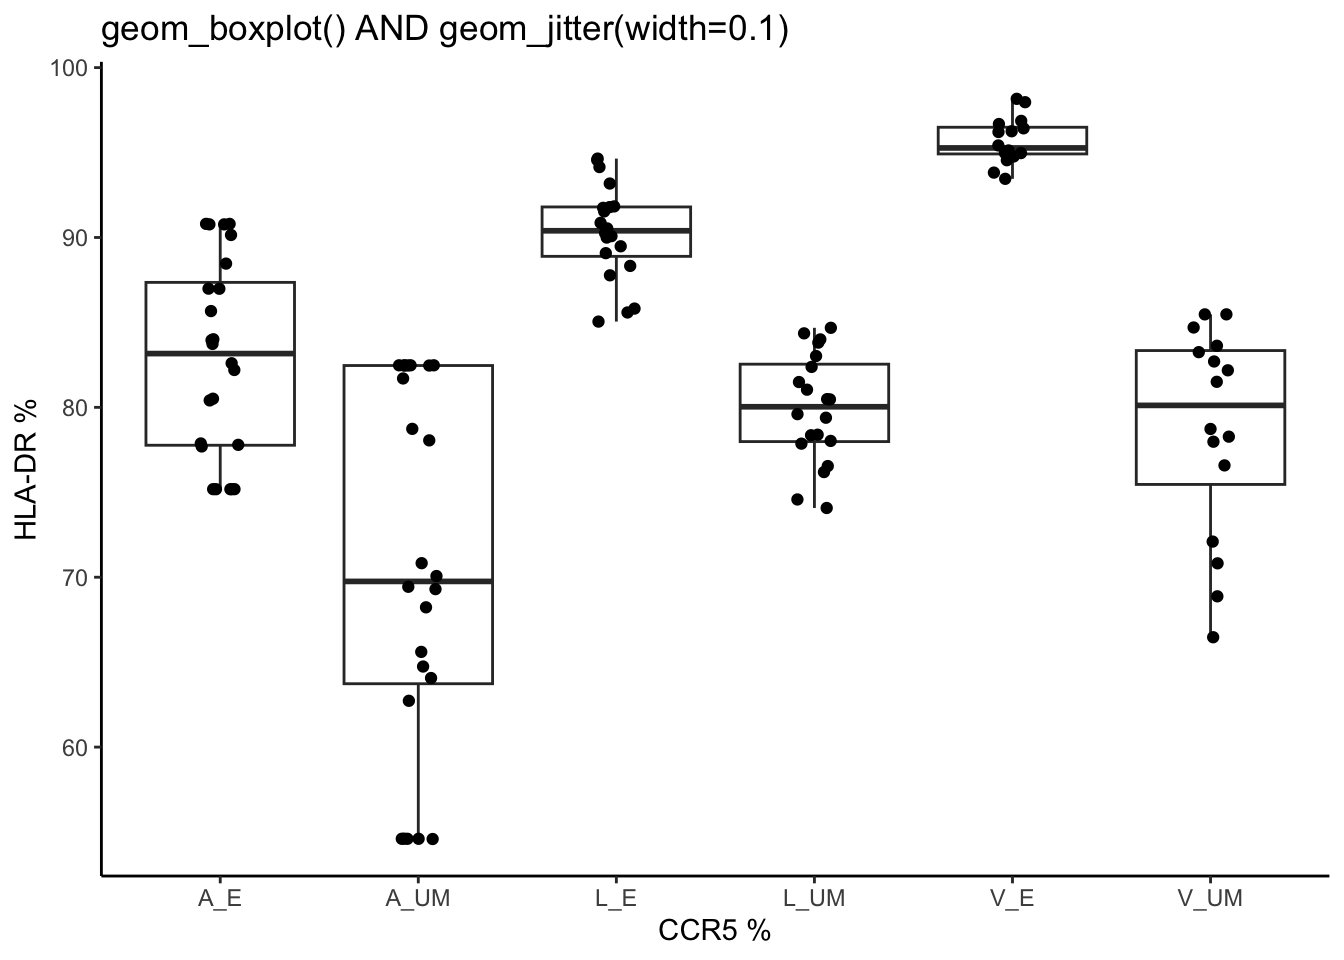 geom_boxplot() AND geom_jitter(width=0.1)
100
90
80
70
60
HLA-DR %
A_E
A_UM
L_E
L_UM
V_E
V_UM
CCR5 %